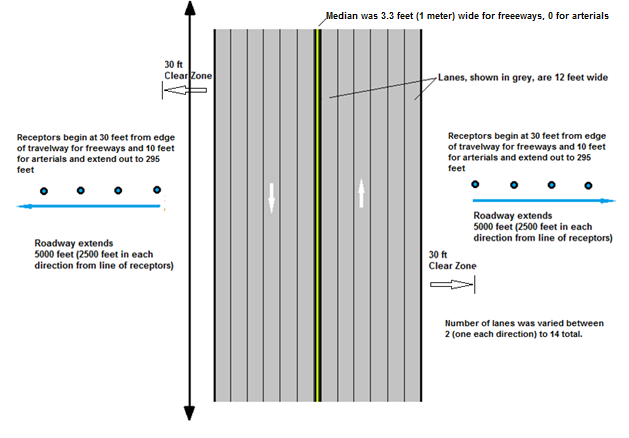 Median was 3.3 feet (1 meter) wide for freeeways, 0 for arterials
30 ft
Clear Zone
Lanes, shown in grey, are 12 feet wide
Receptors begin at 30 feet from edge
of travelway for freeways and 10 feet
for arterials and extend out to 295
feet
Receptors begin at 30 feet from edge
of travelway for freeways and 10 feet
for arterials and extend out to 295
feet
Roadway extends
5000 feet (2500 feet in each
direction from line of receptors)
Roadway extends
5000 feet (2500 feet in each
direction from line of receptors)
30 ft
Clear Zone
Number of lanes was varied between
2 (one each direction) to 14 total.